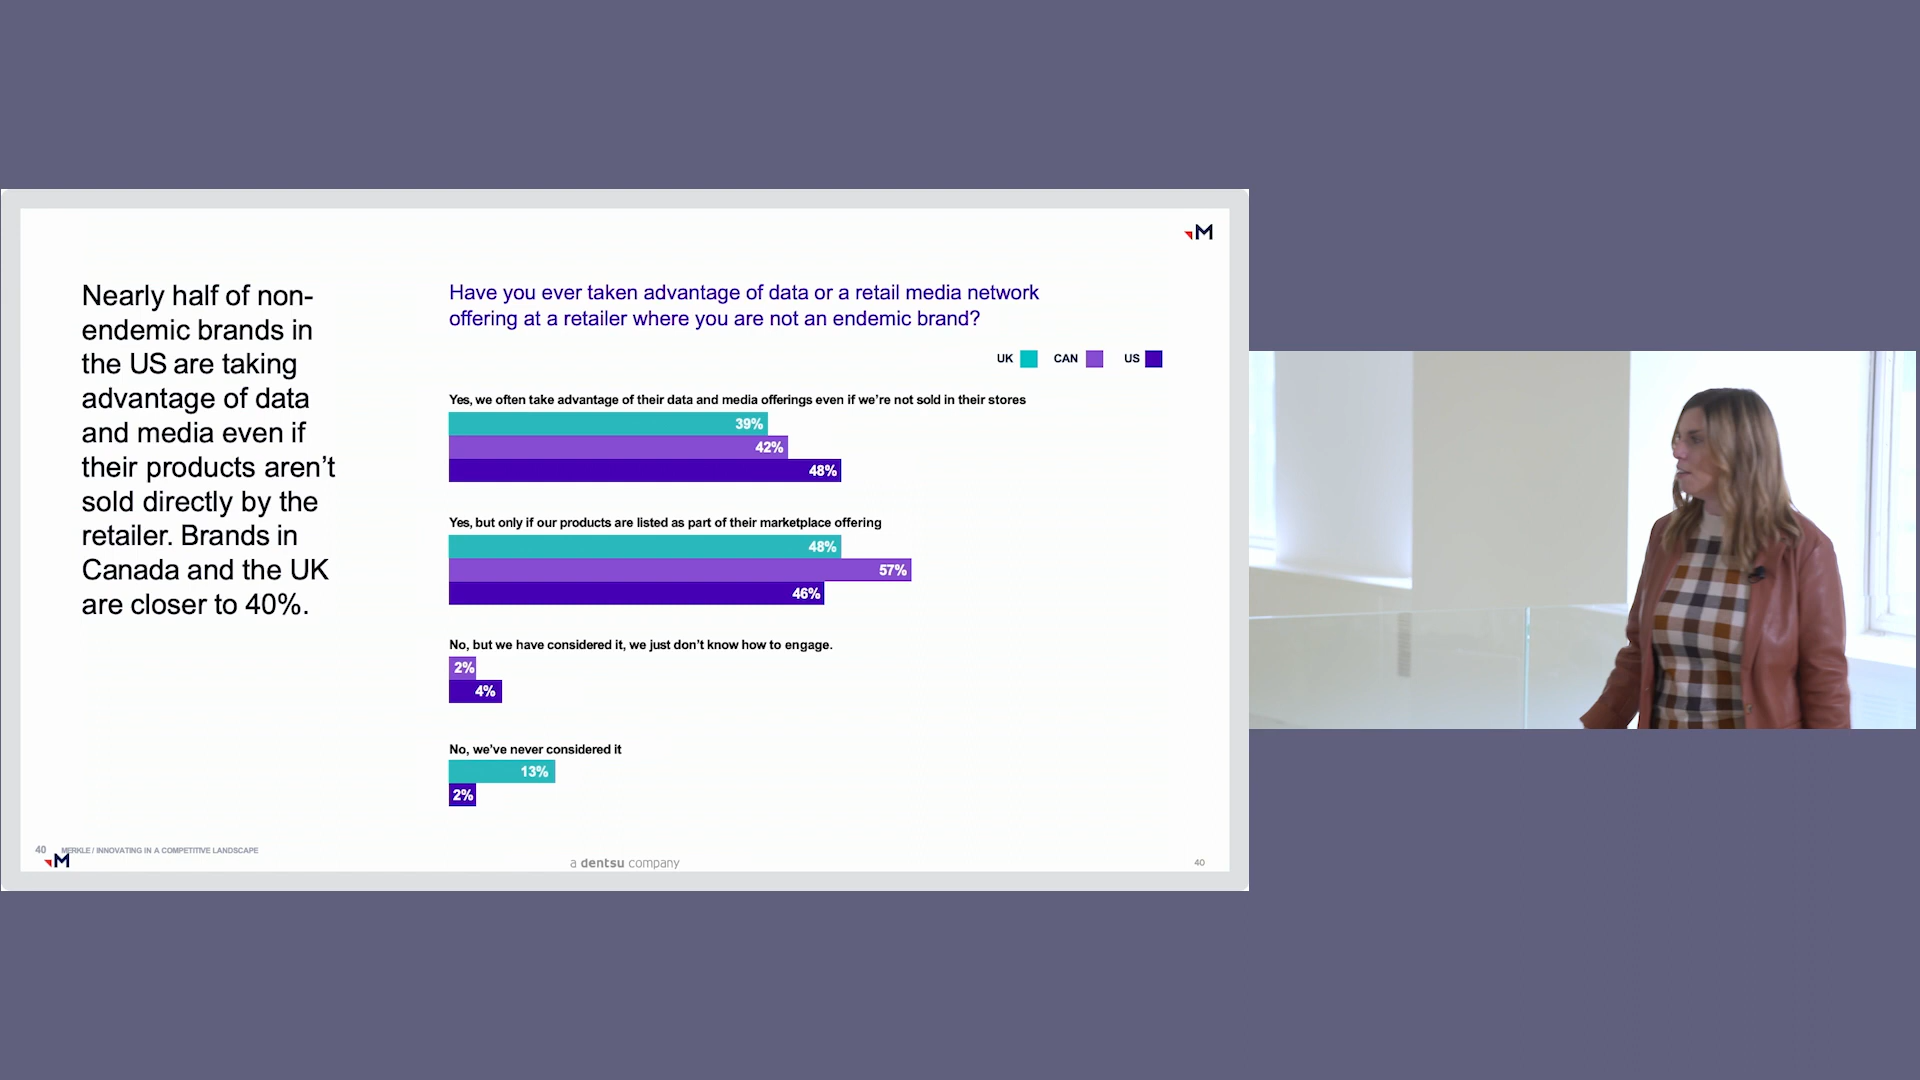 M
Nearly half of non-
endemic brands in
the US are taking
advantage of data
and media even if
their products aren’t
sold directly by the
retailer. Brands in
Canada and the UK
are closer to 40%.
Have you ever taken advantage of data or a retail media network
offering at a retailer where you are not an endemic brand?
UK CAN US
Yes, we often take advantage of their data and media offerings even if we’re not sold in their stores
39%
42%
48%
Yes, but only if our products are listed as part of their marketplace offering
48%
57%
46%
No, but we have considered it, we just don’t know how to engage.
2%
4%
No, we’ve never considered it
13%
2%
40 MERKLE / INNOVATING IN A COMPETITIVE LANDSCAPE
M
a dentsu company
40